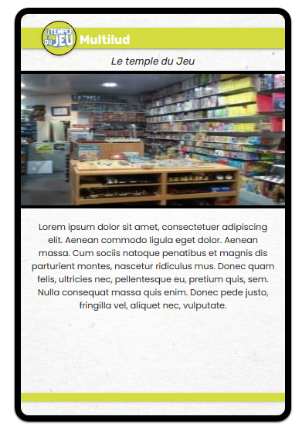 LE TEMPLE
DU JEU
Multilud
Le temple du Jeu
Lorem ipsum dolor sit amet, consectetuer adipiscing
elit. Aenean commodo ligula eget dolor. Aenean
massa. Cum sociis natoque penatibus et magnis dis
parturient montes, nascetur ridiculus mus. Donec quam
felis, ultricies nec, pellentesque eu, pretium quis, sem.
Nulla consequat massa quis enim. Donec pede justo,
fringilla vel, aliquet nec, vulputate.